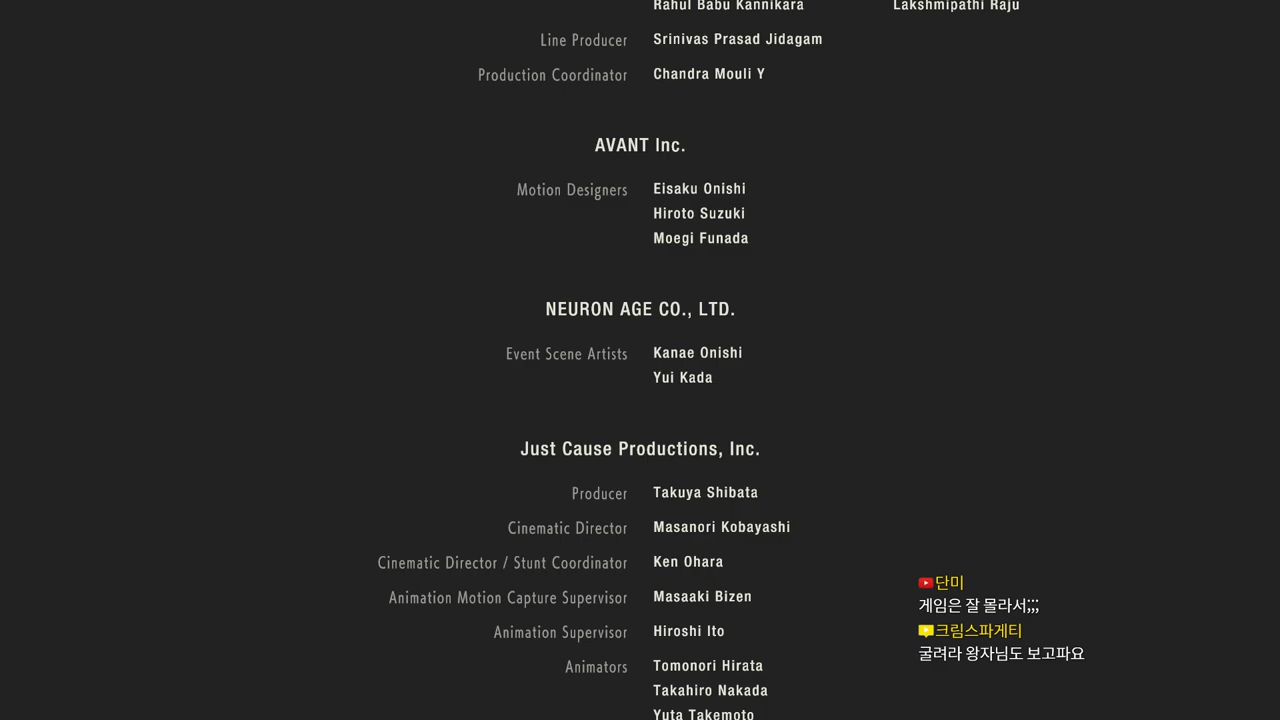 Rahul Babu Kannikara Lakshmipathi Raju
Line Producer Srinivas Prasad Jidagam
Production Coordinator Chandra Mouli Y
AVANT Inc.
Motion Designers Eisaku Onishi
Hiroto Suzuki
Moegi Funada
NEURON AGE CO., LTD.
Event Scene Artists Kanae Onishi
Yui Kada
Just Cause Productions, Inc.
Producer Takuya Shibata
Cinematic Director Masanori Kobayashi
Cinematic Director / Stunt Coordinator Ken Ohara
Animation Motion Capture Supervisor Masaaki Bizen
Animation Supervisor Hiroshi Ito
Animators Tomonori Hirata
Takahiro Nakada
Yuta Takemoto
단미
게임은 잘 몰라서;;;
크림스파게티
굴려라 왕자님도 보고파요